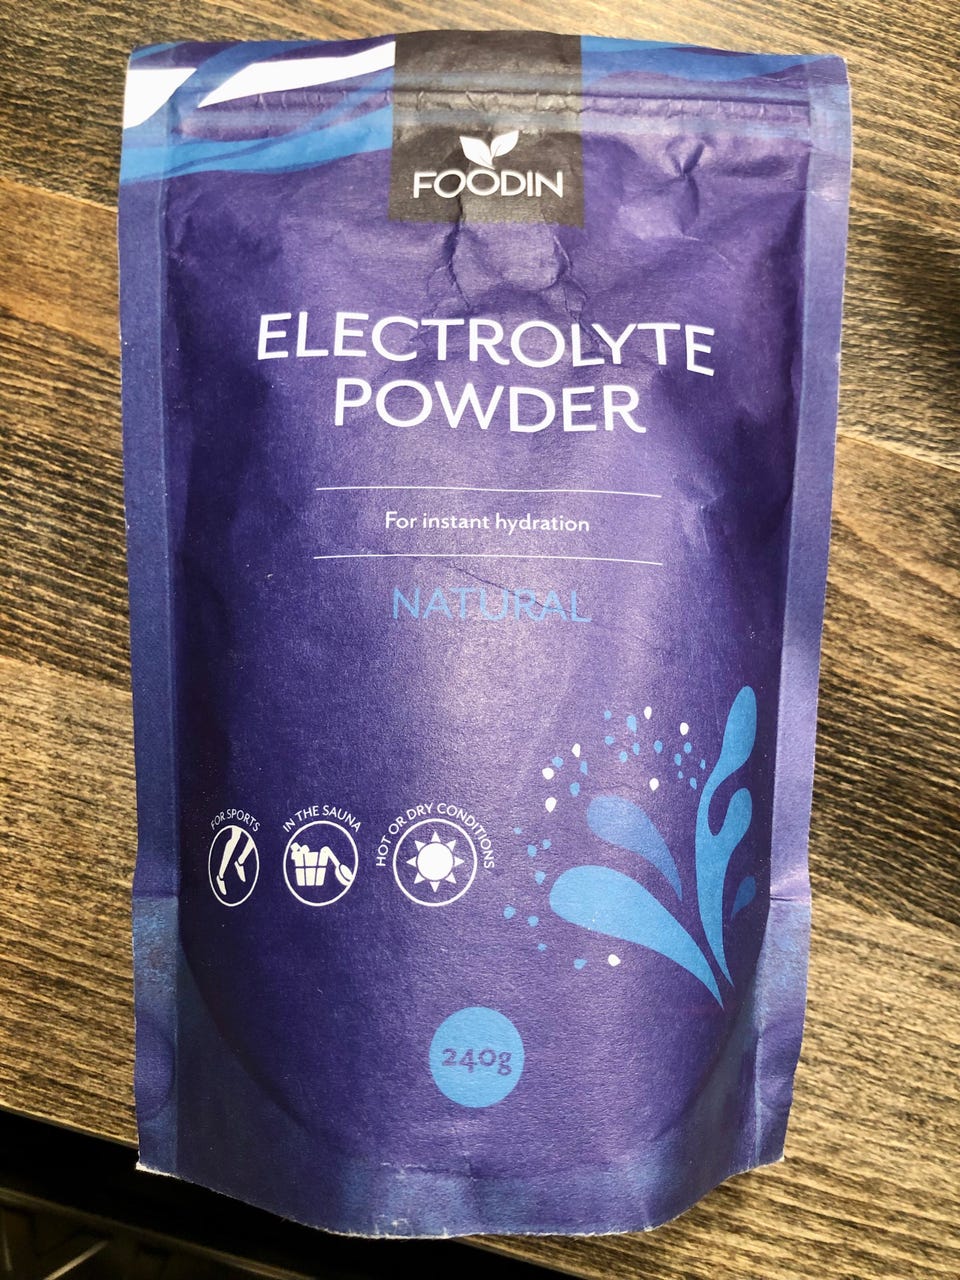 FOODIN
ELECTROLYTE
POWDER
For instant hydration
NATURAL
FOR SPORTS
IN THE SAUNA
HOT OR DRY CONDITIONS
240g